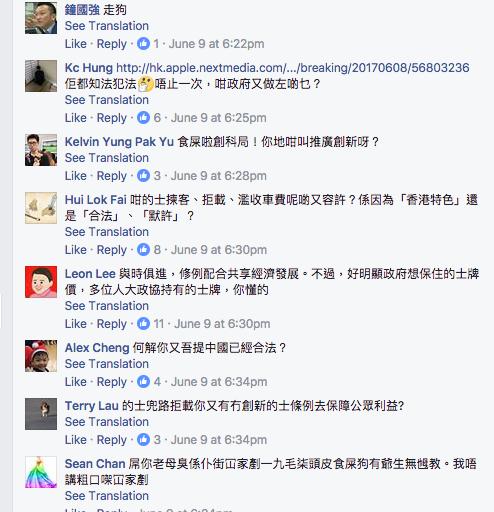 鐘國強 走狗
See Translation
Like · Reply · 1 · June 9 at 6:22pm
Kc Hung http://hk.apple.nextmedia.com/.../breaking/20170608/56803236
佢都知法犯法🤔唔止一次，咁政府又做左啲乜？
See Translation
Like · Reply · 6 · June 9 at 6:25pm
Kelvin Yung Pak Yu 食屎啦創科局！你地咁叫推廣創新呀？
See Translation
Like · Reply · 3 · June 9 at 6:28pm
Hui Lok Fai 咁的士揀客、拒載、濫收車費呢啲又容許？係因為「香港特色」還
是「合法」、「默許」？
See Translation
Like · Reply · 8 · June 9 at 6:30pm
Leon Lee 與時俱進，修例配合共享經濟發展。不過，好明顯政府想保住的士牌
價，多位人大政協持有的士牌，你懂的
See Translation
Like · Reply · 11 · June 9 at 6:30pm
Alex Cheng 何解你又吾提中國已經合法？
See Translation
Like · Reply · 4 · June 9 at 6:34pm
Terry Lau 的士兜路拒載你又有冇創新的士條例去保障公眾利益?
See Translation
Like · Reply · 3 · June 9 at 6:34pm
Sean Chan 屌你老母臭係仆街冚家剷一九毛柒頭皮食屎狗有爺生無乸教。我唔
講粗口㗎冚家剷
See Translation